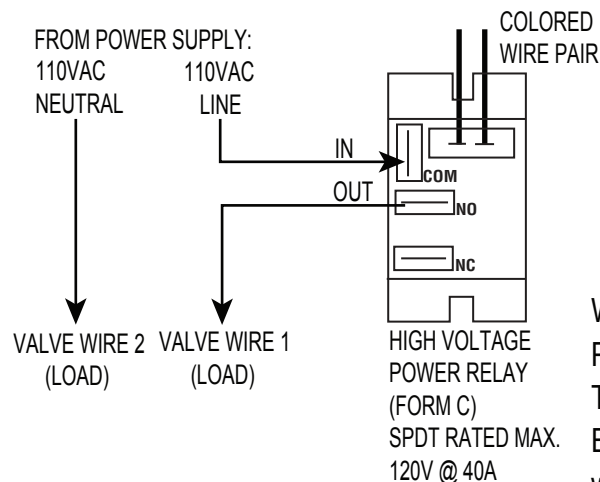 COLORED
WIRE PAIR
FROM POWER SUPPLY:
110VAC 110VAC
NEUTRAL LINE
IN
COM
OUT
NO
NC
VALVE WIRE 2 VALVE WIRE 1
(LOAD) (LOAD)
HIGH VOLTAGE
POWER RELAY
(FORM C)
SPDT RATED MAX.
120V @ 40A